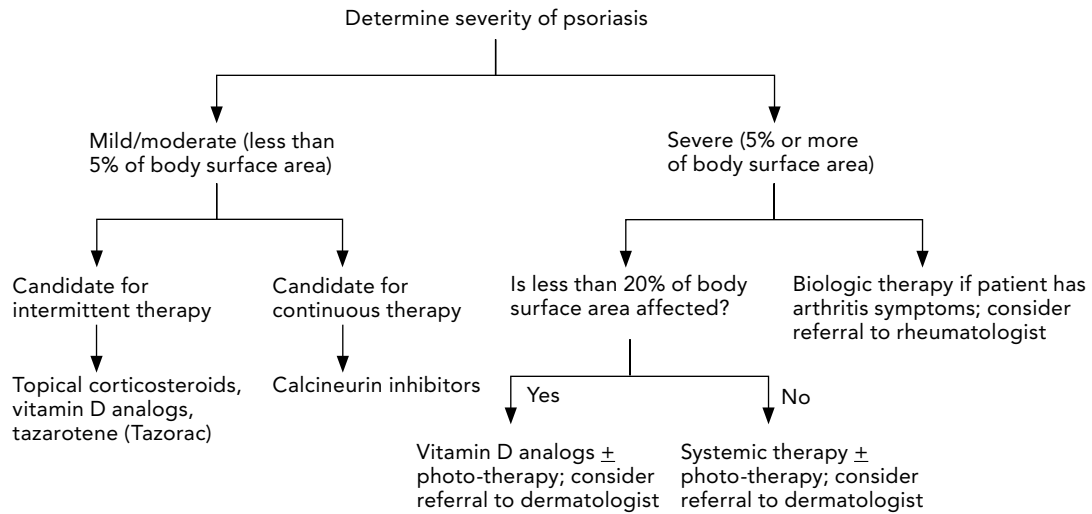 Determine severity of psoriasis
Mild/moderate (less than
5% of body surface area)
Severe (5% or more
of body surface area)
Candidate for
intermittent therapy
Candidate for
continuous therapy
Is less than 20% of body
surface area affected?
Biologic therapy if patient has
arthritis symptoms; consider
referral to rheumatologist
Topical corticosteroids,
vitamin D analogs,
tazarotene (Tazorac)
Calcineurin inhibitors
Yes
No
Vitamin D analogs ±
photo-therapy; consider
referral to dermatologist
Systemic therapy ±
photo-therapy; consider
referral to dermatologist